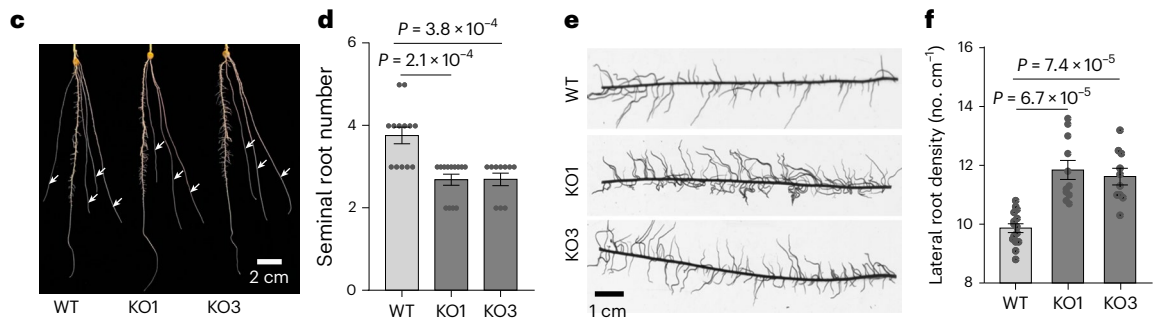 c
2 cm
WT KO1 KO3
d
Seminal root number
P = 3.8 × 10⁻⁴
P = 2.1 × 10⁻⁴
6
4
2
0
WT KO1 KO3
e
WT
KO1
KO3
1 cm
f
Lateral root density (no. cm⁻¹)
P = 7.4 × 10⁻⁵
P = 6.7 × 10⁻⁵
16
14
12
10
8
WT KO1 KO3